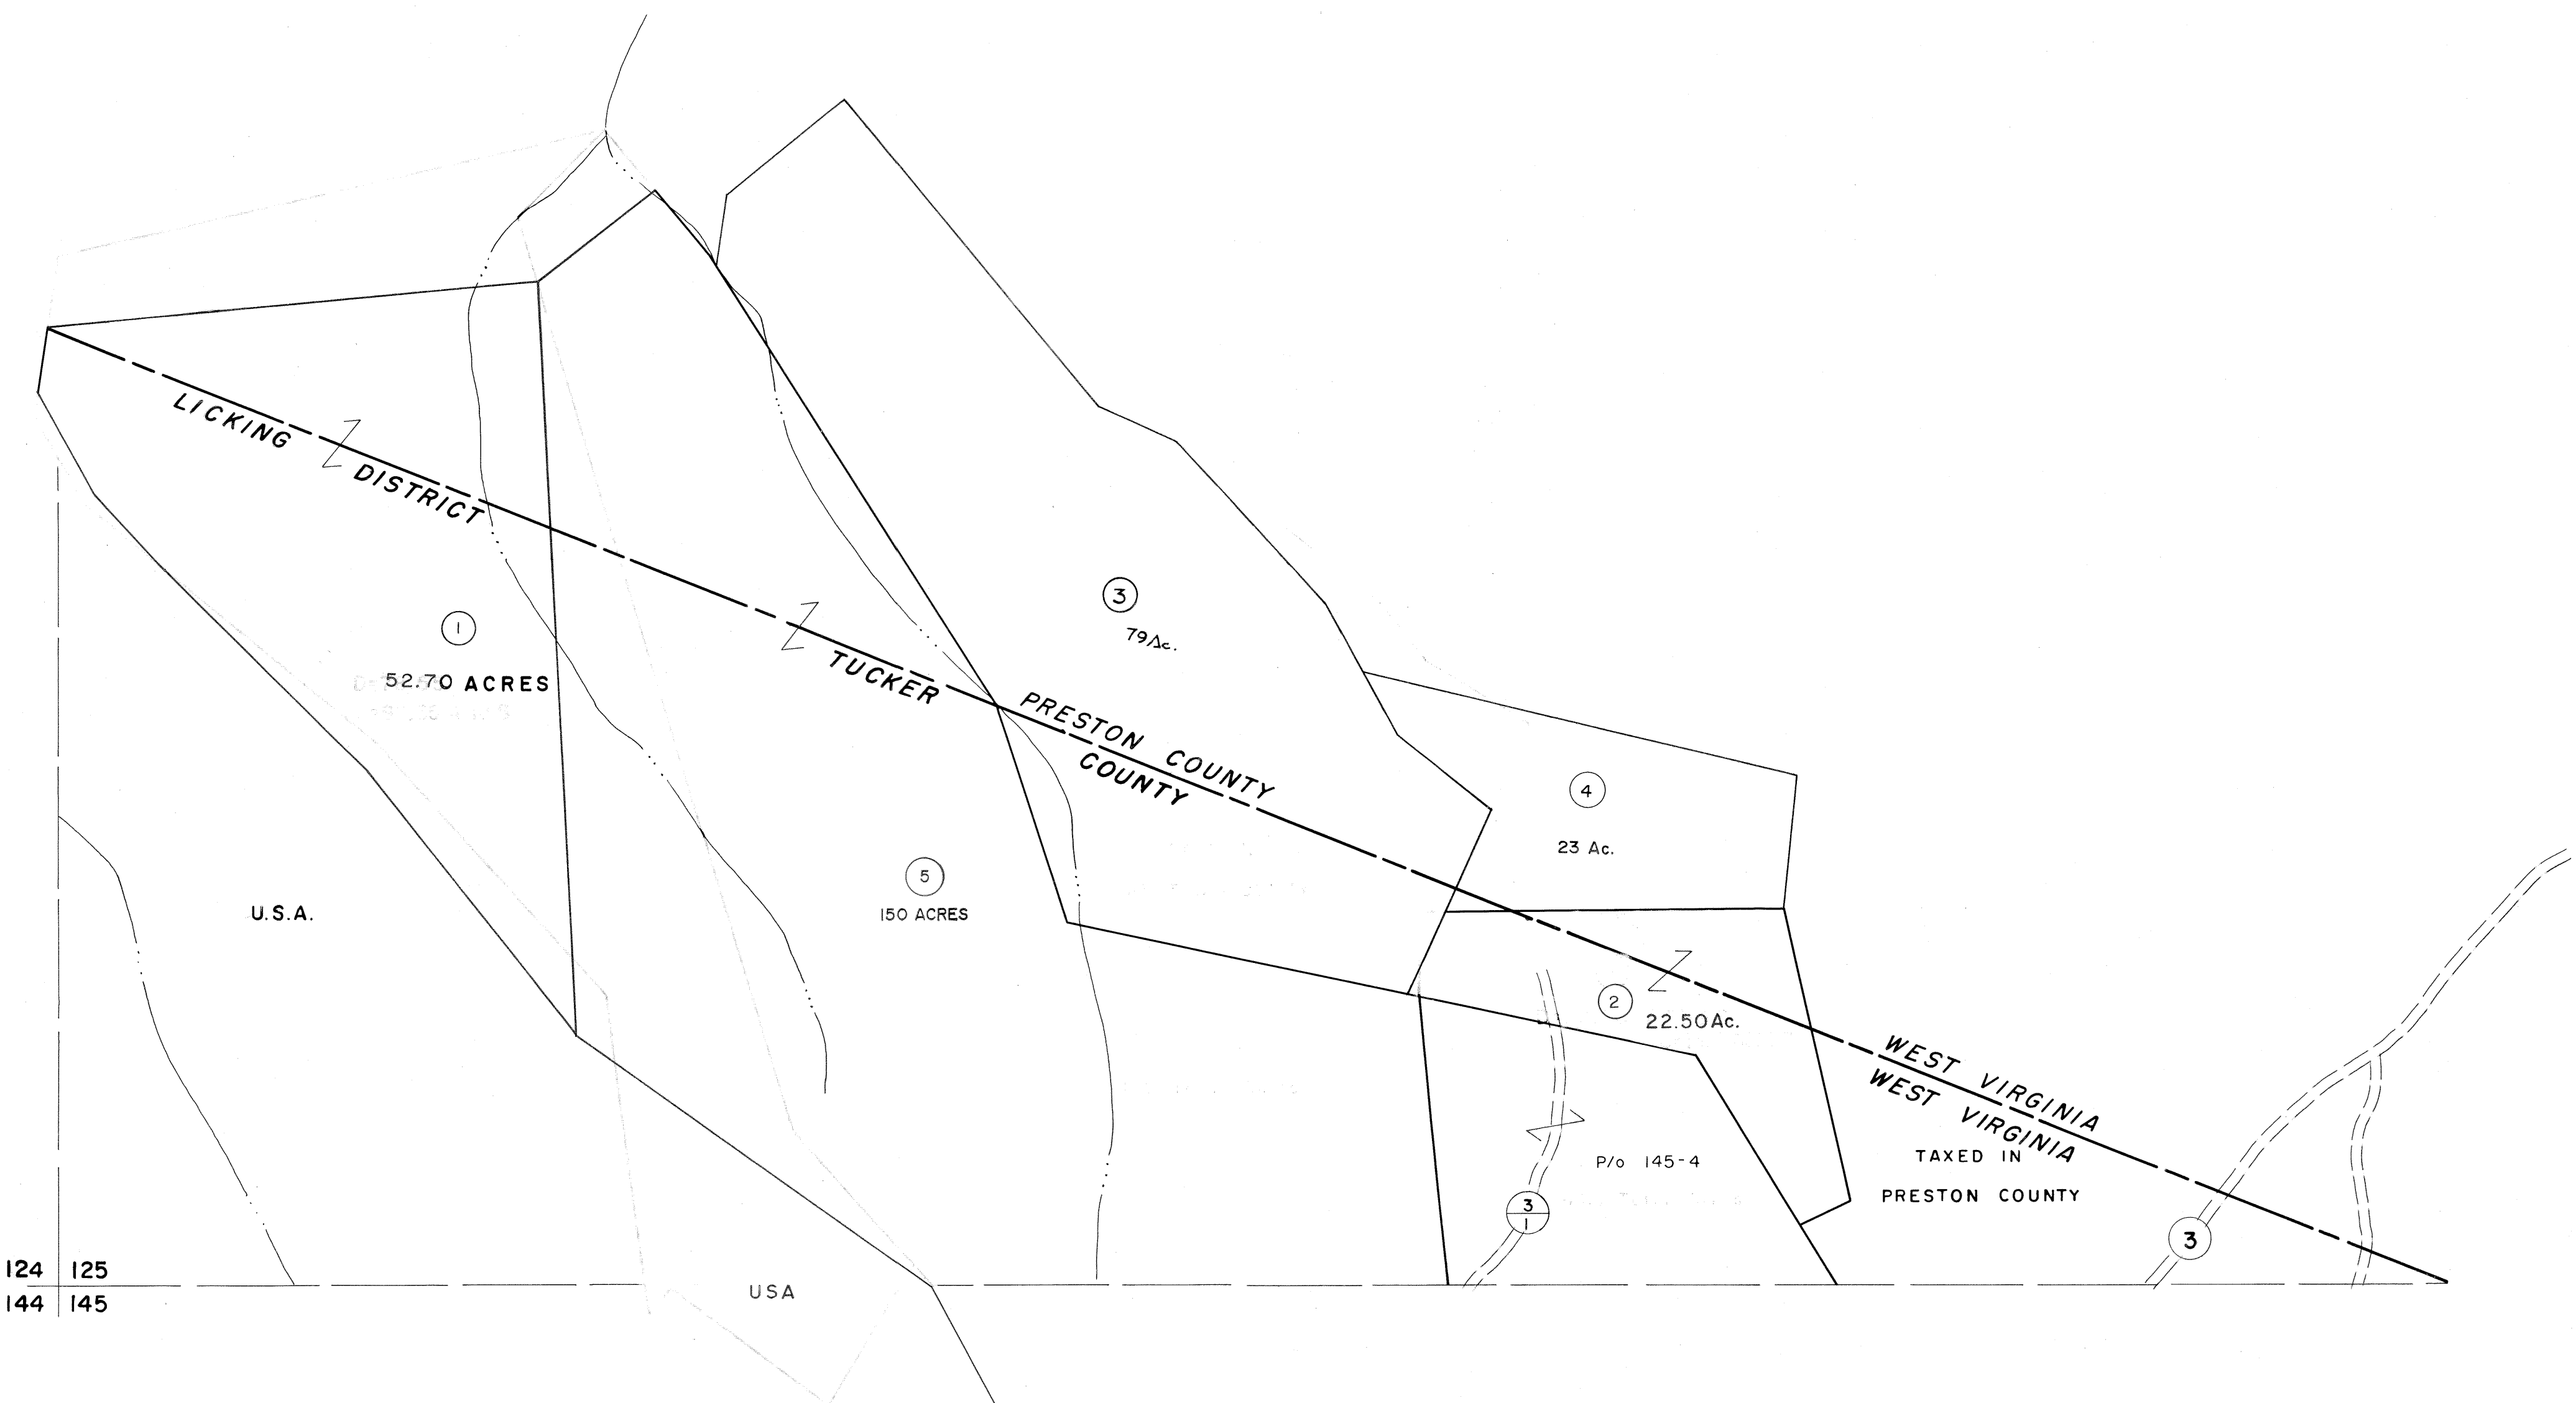 LICKING DISTRICT
TUCKER COUNTY
PRESTON COUNTY
1
52.70 ACRES
3
79 Ac.
4
23 Ac.
5
150 ACRES
U.S.A.
2
22.50 Ac.
WEST VIRGINIA
WEST VIRGINIA
P/o 145-4
TAXED IN
PRESTON COUNTY
3
1
3
124 125
144 145
USA